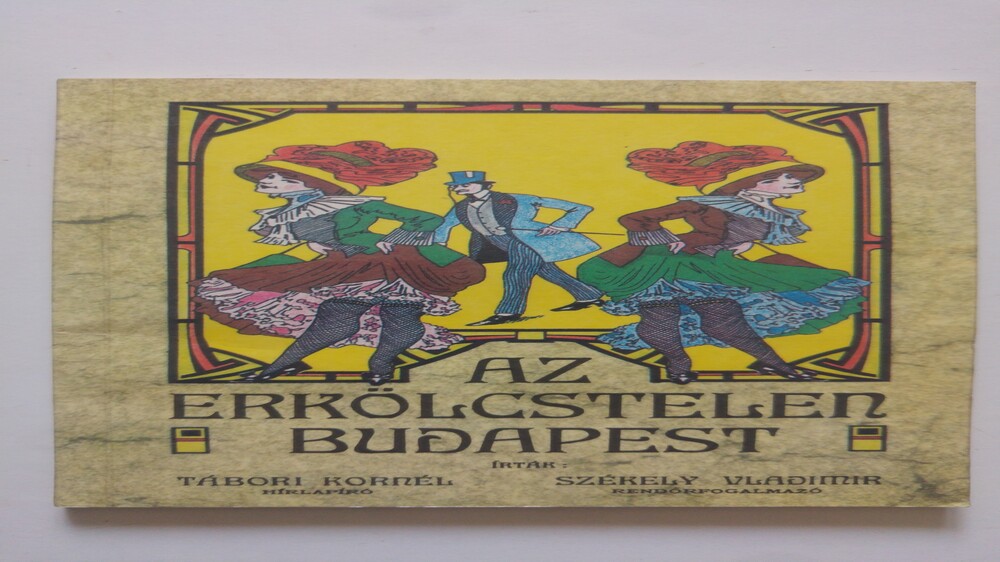 AZ
ERKÖLCSTELEN
BUDAPEST
ÍRTÁK:
TÁBORI KORNÉL SZÉKELY VLADIMIR
HÍRLAPÍRÓ RENDŐRFOGALMAZÓ